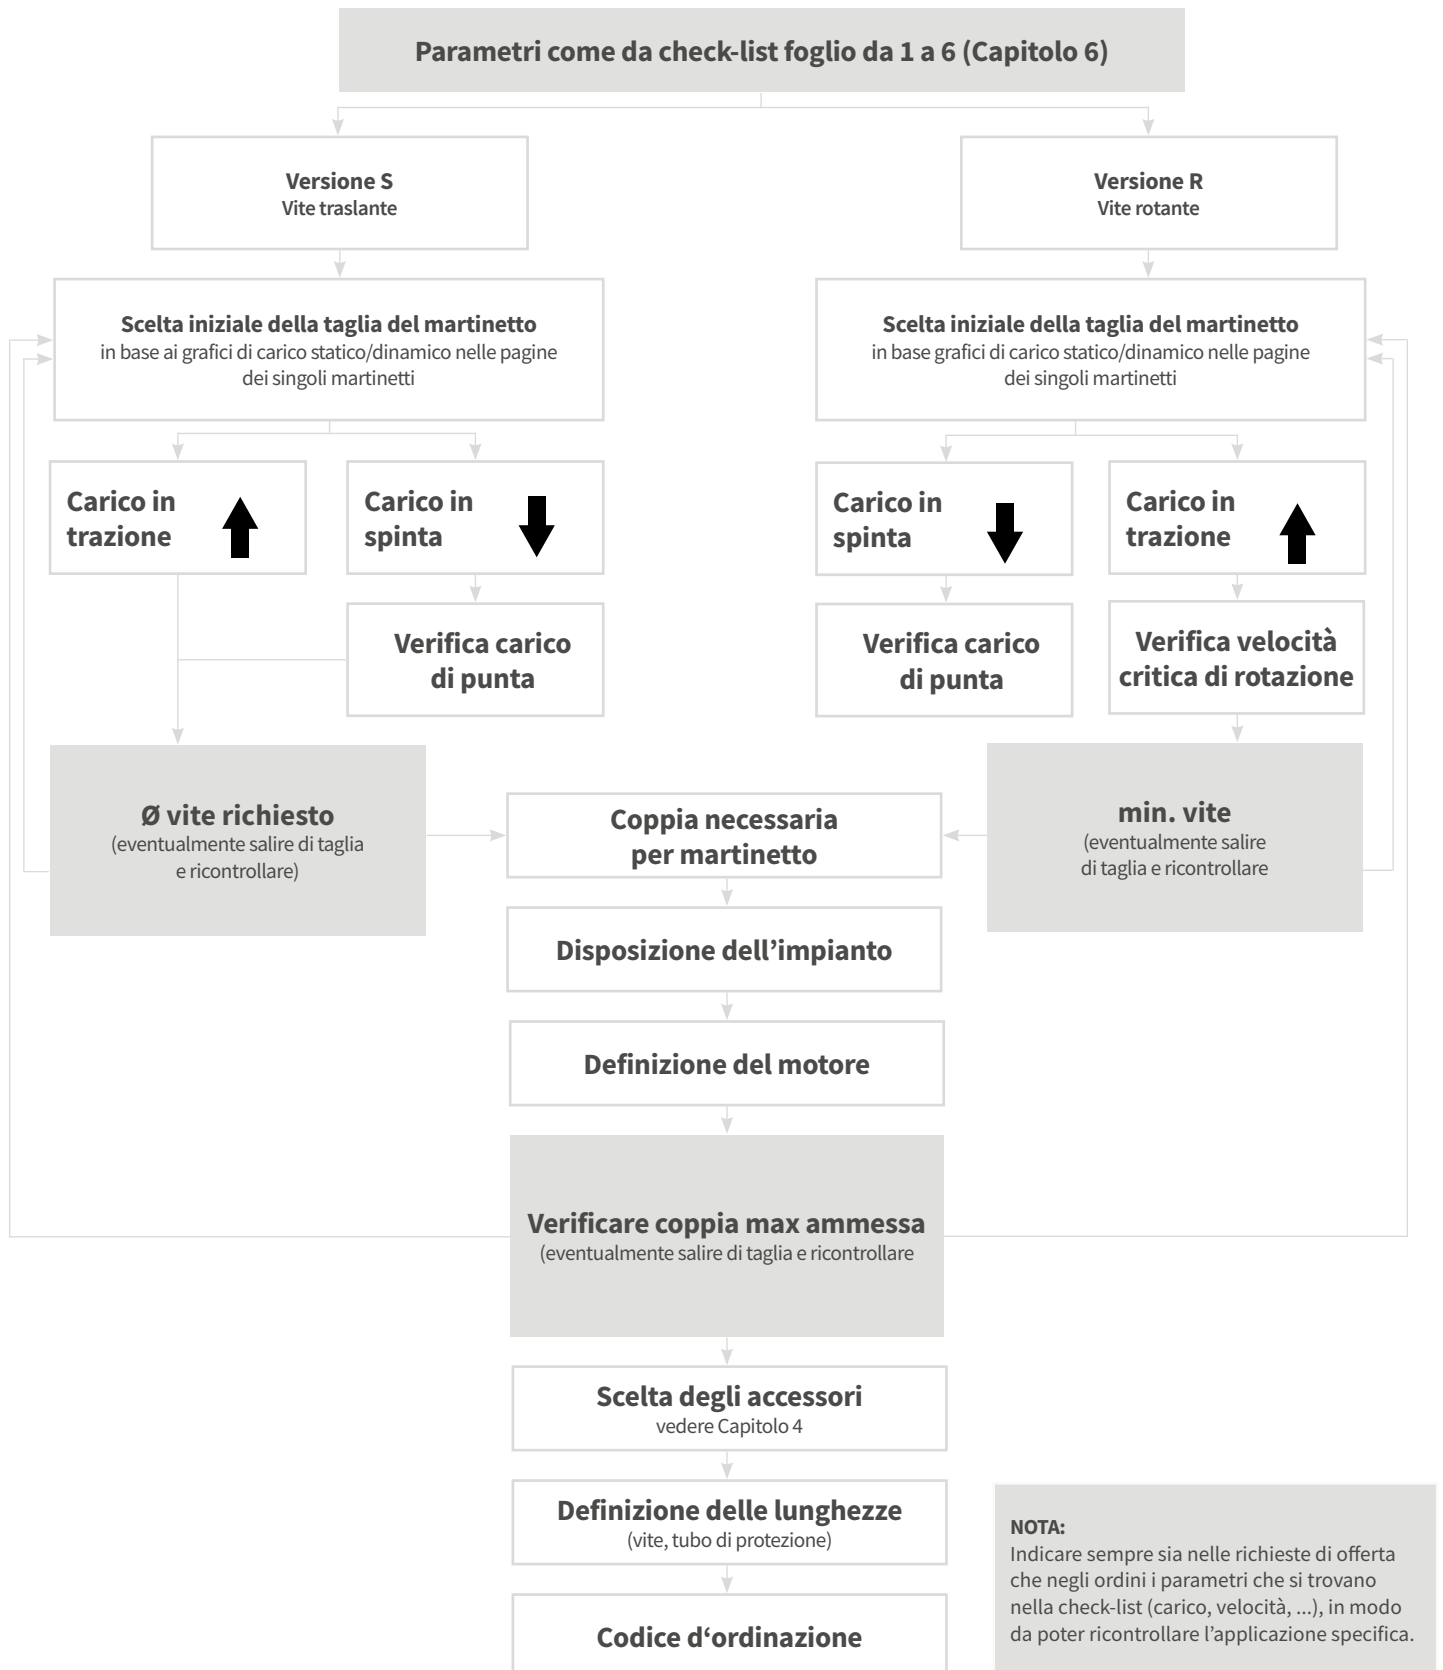 Parametri come da check-list foglio da 1 a 6 (Capitolo 6)
Versione S
Vite traslante
Versione R
Vite rotante
Scelta iniziale della taglia del martinetto
in base ai grafici di carico statico/dinamico nelle pagine
dei singoli martinetti
Scelta iniziale della taglia del martinetto
in base grafici di carico statico/dinamico nelle pagine
dei singoli martinetti
Carico in
trazione
Carico in
spinta
Carico in
spinta
Carico in
trazione
Verifica carico
di punta
Verifica carico
di punta
Verifica velocità
critica di rotazione
Ø vite richiesto
(eventualmente salire di taglia
e ricontrollare)
Coppia necessaria
per martinetto
min. vite
(eventualmente salire
di taglia e ricontrollare
Disposizione dell’impianto
Definizione del motore
Verificare coppia max ammessa
(eventualmente salire di taglia e ricontrollare
Scelta degli accessori
vedere Capitolo 4
Definizione delle lunghezze
(vite, tubo di protezione)
Codice d‘ordinazione
NOTA:
Indicare sempre sia nelle richieste di offerta
che negli ordini i parametri che si trovano
nella check-list (carico, velocità, ...), in modo
da poter ricontrollare l’applicazione specifica.